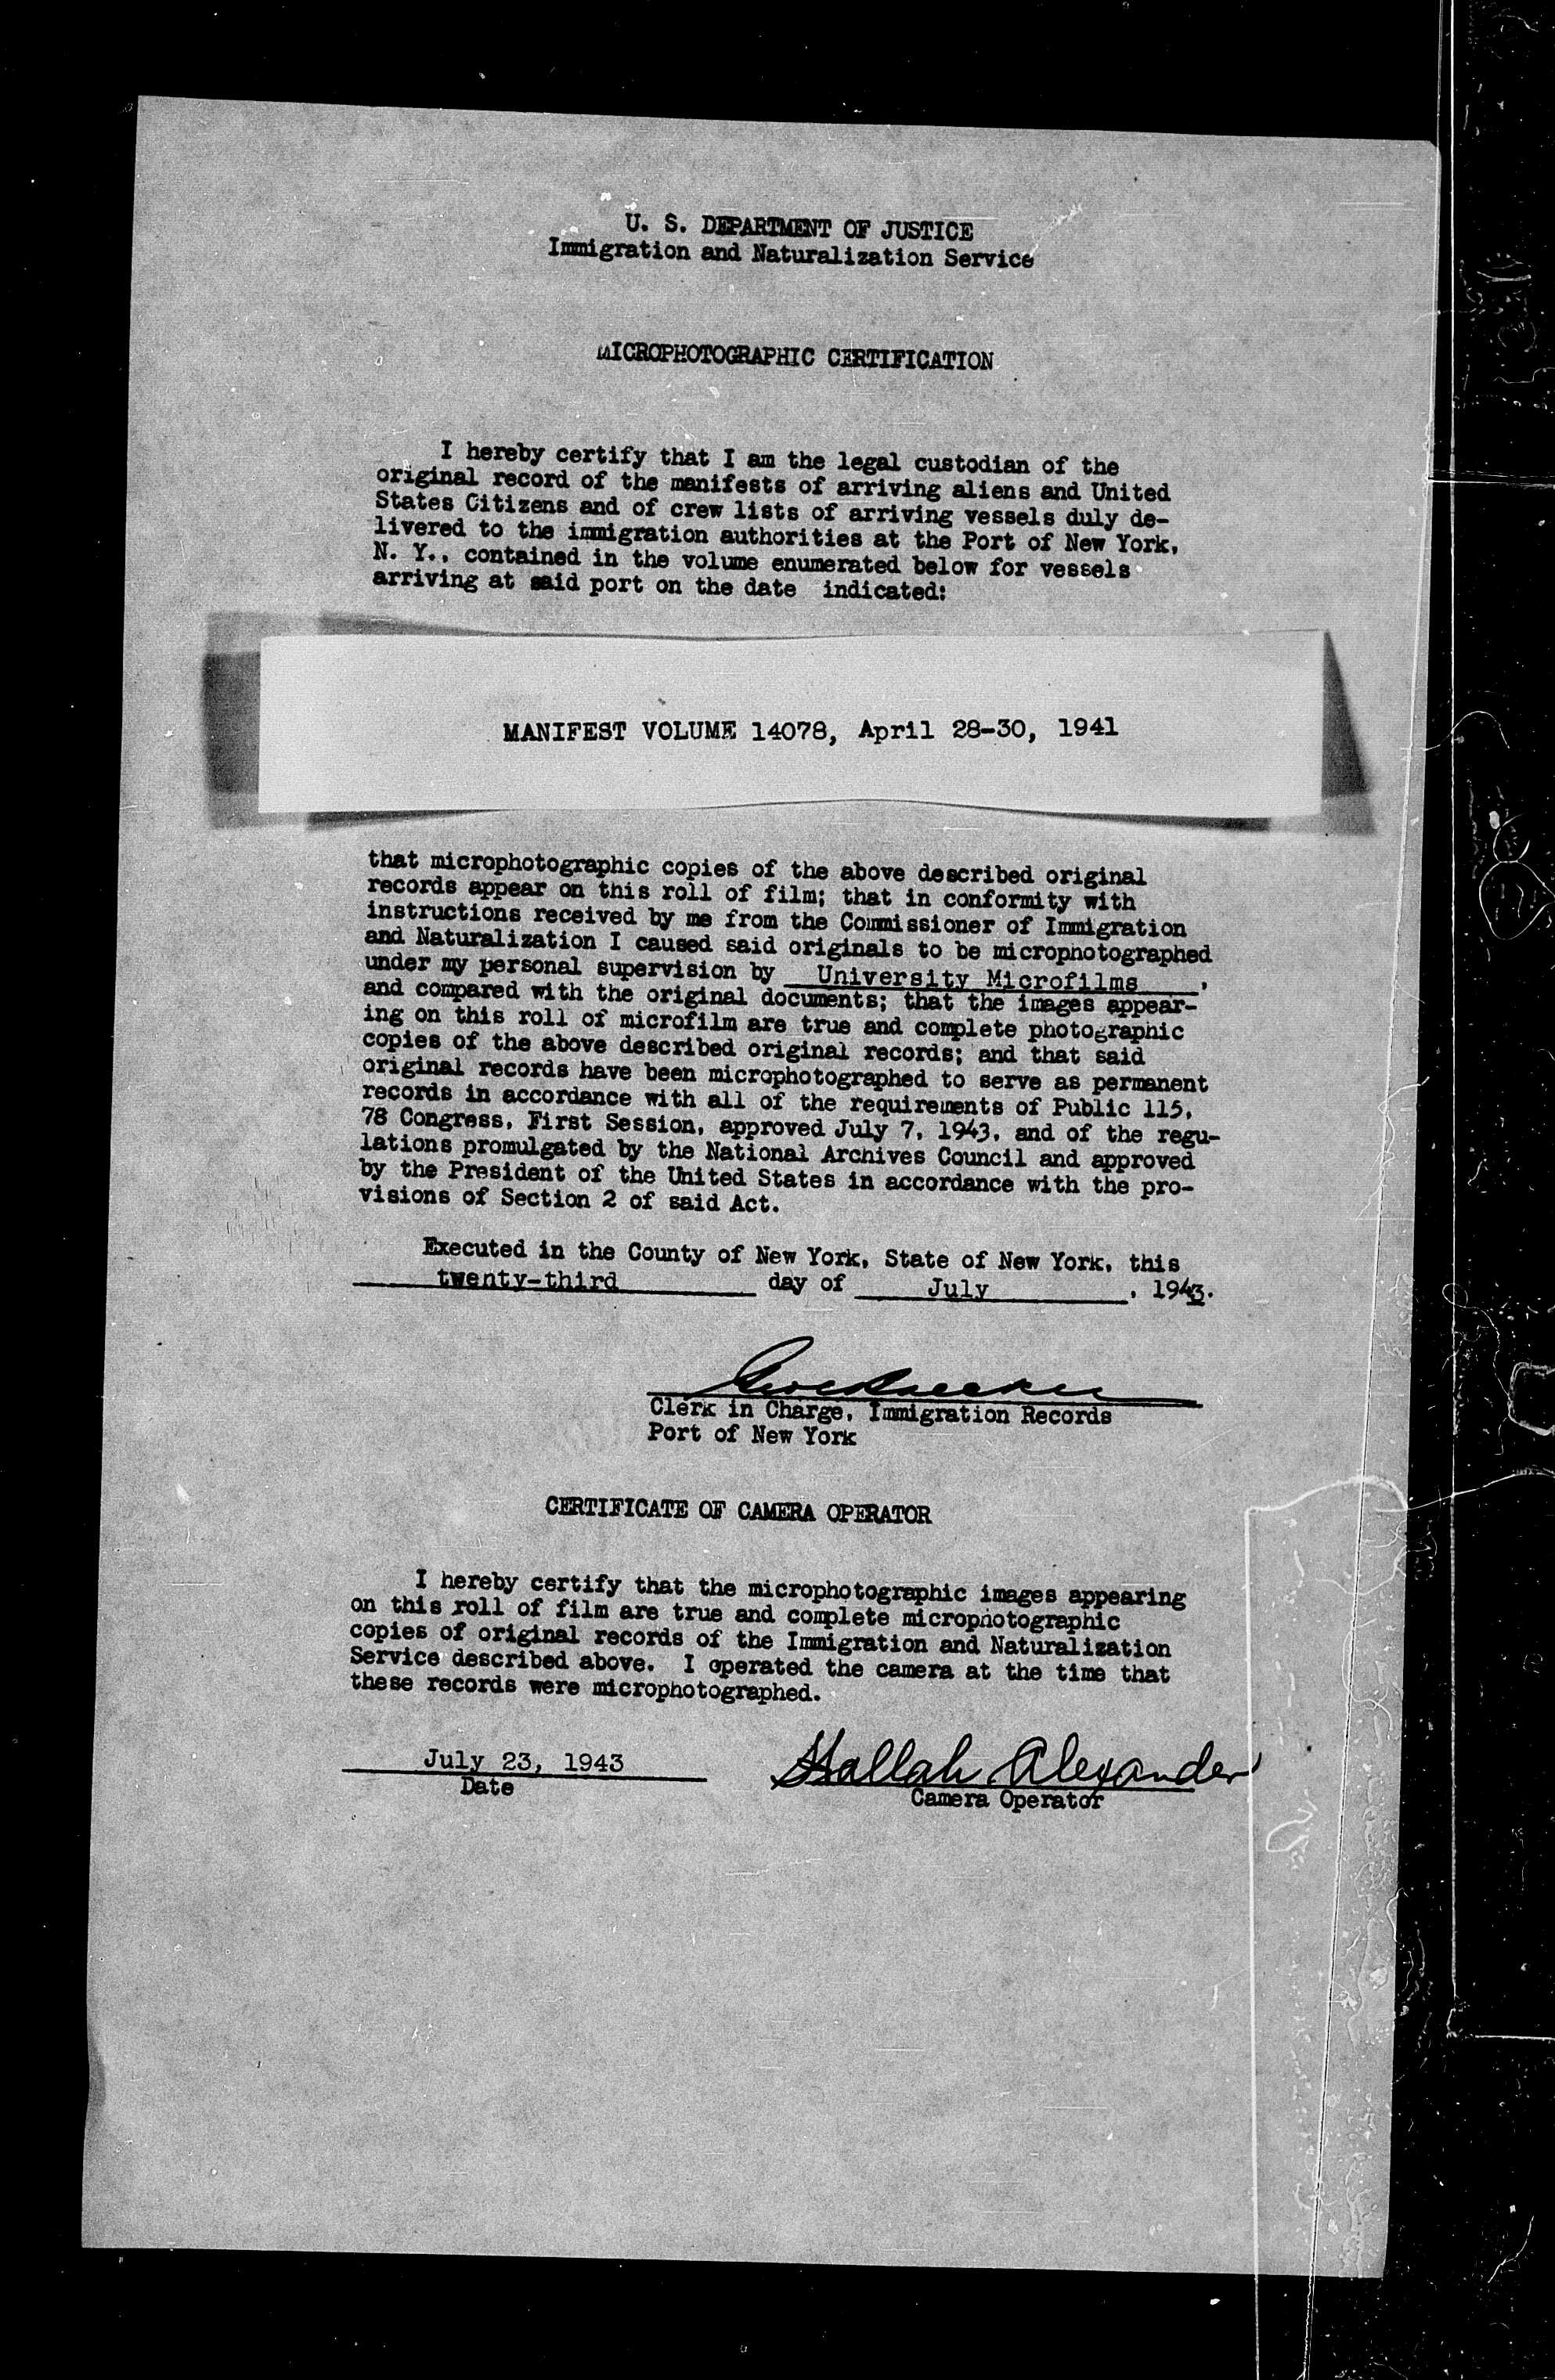 U. S. DEPARTMENT OF JUSTICE
Immigration and Naturalization Service
MICROPHOTOGRAPHIC CERTIFICATION
I hereby certify that I am the legal custodian of the
original record of the manifests of arriving aliens and United
States Citizens and of crew lists of arriving vessels duly de-
livered to the immigration authorities at the Port of New York,
N. Y., contained in the volume enumerated below for vessels
arriving at said port on the date indicated:
MANIFEST VOLUME 14078, April 28-30, 1941
that microphotographic copies of the above described original
records appear on this roll of film; that in conformity with
instructions received by me from the Commissioner of Immigration
and Naturalization I caused said originals to be microphotographed
under my personal supervision by University Microfilms,
and compared with the original documents; that the images appear-
ing on this roll of microfilm are true and complete photographic
copies of the above described original records; and that said
original records have been microphotographed to serve as permanent
records in accordance with all of the requirements of Public 115,
78 Congress, First Session, approved July 7, 1943, and of the regu-
lations promulgated by the National Archives Council and approved
by the President of the United States in accordance with the pro-
visions of Section 2 of said Act.
Executed in the County of New York, State of New York, this
twenty-third day of July, 1943.
Clerk in Charge, Immigration Records
Port of New York
CERTIFICATE OF CAMERA OPERATOR
I hereby certify that the microphotographic images appearing
on this roll of film are true and complete microphotographic
copies of original records of the Immigration and Naturalization
Service described above. I operated the camera at the time that
these records were microphotographed.
July 23, 1943 Hallah Alexander
Date Camera Operator